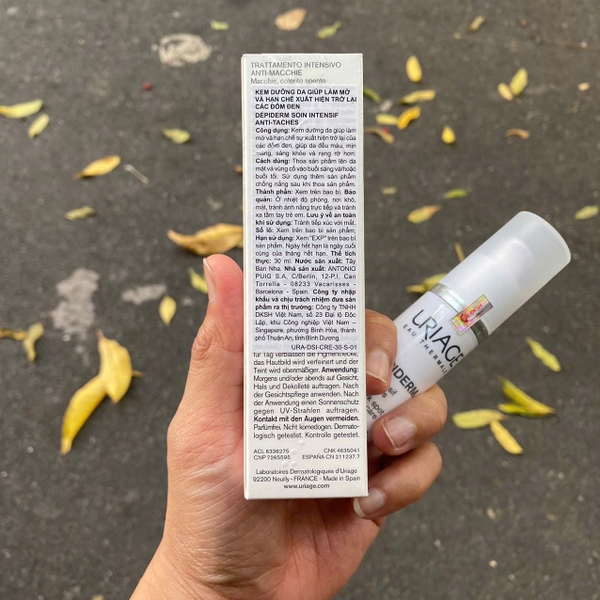 TRATTAMENTO INTENSIVO
ANTI-MACCHIE
Macchie, colorito spento
KEM DƯỠNG DA GIÚP LÀM MỜ
VÀ HẠN CHẾ XUẤT HIỆN TRỞ LẠI
CÁC ĐỐM ĐEN
DÉPIDERM SOIN INTENSIF
ANTI-TACHES
Công dụng: Kem dưỡng da giúp làm
mờ và hạn chế sự xuất hiện trở lại của
các đốm đen, giúp da đều màu, mịn
màng, sáng khỏe và rạng rỡ hơn.
Cách dùng: Thoa sản phẩm lên da
mặt và vùng cổ vào buổi sáng và/hoặc
buổi tối. Sử dụng thêm sản phẩm
chống nắng sau khi thoa sản phẩm.
Thành phần: Xem trên bao bì. Bảo
quản: Ở nhiệt độ phòng, nơi khô,
mát, tránh ánh nắng trực tiếp và tránh
xa tầm tay trẻ em. Lưu ý về an toàn
khi sử dụng: Tránh tiếp xúc với mắt.
Số lô: Xem trên bao bì sản phẩm;
Hạn sử dụng: Xem "EXP" trên bao bì
sản phẩm. Ngày hết hạn là ngày cuối
cùng của tháng hết hạn. Thể tích
thực: 30 ml. Nước sản xuất: Tây
Ban Nha. Nhà sản xuất: ANTONIO
PUIG S.A, C/Berlin, 12-P.I. Can
Torrella - 08233 Vacarisses -
Barcelona - Spain. Công ty nhập
khẩu và chịu trách nhiệm đưa sản
phẩm ra thị trường: Công ty TNHH
DKSH Việt Nam, số 23 Đại lộ Độc
Lập, khu Công nghiệp Việt Nam –
Singapore, phường Bình Hòa, thành
phố Thuận An, tỉnh Bình Dương.
URA-DSI-CRE-30-S-01
für Tag verblassen die Pigmentflecke,
das Hautbild wird verfeinert und der
Teint wird ebenmäßiger. Anwendung:
Morgens und/oder abends auf Gesicht,
Hals und Dekolleté auftragen. Nach
der Gesichtspflege anwenden. Nach
der Anwendung einen Sonnenschutz
gegen UV-Strahlen auftragen.
Kontakt mit den Augen vermeiden.
Parfümfrei. Nicht komedogen. Dermato-
logisch getestet. Kontrolle getestet.
ACL 6336275 CNK 4635041
CNP 7265595 ESPAÑA CN 211237.7
Laboratoires Dermatologiques d'Uriage
92200 Neuilly - FRANCE - Made in Spain
www.uriage.com
URIAGE
EAU THERMALE